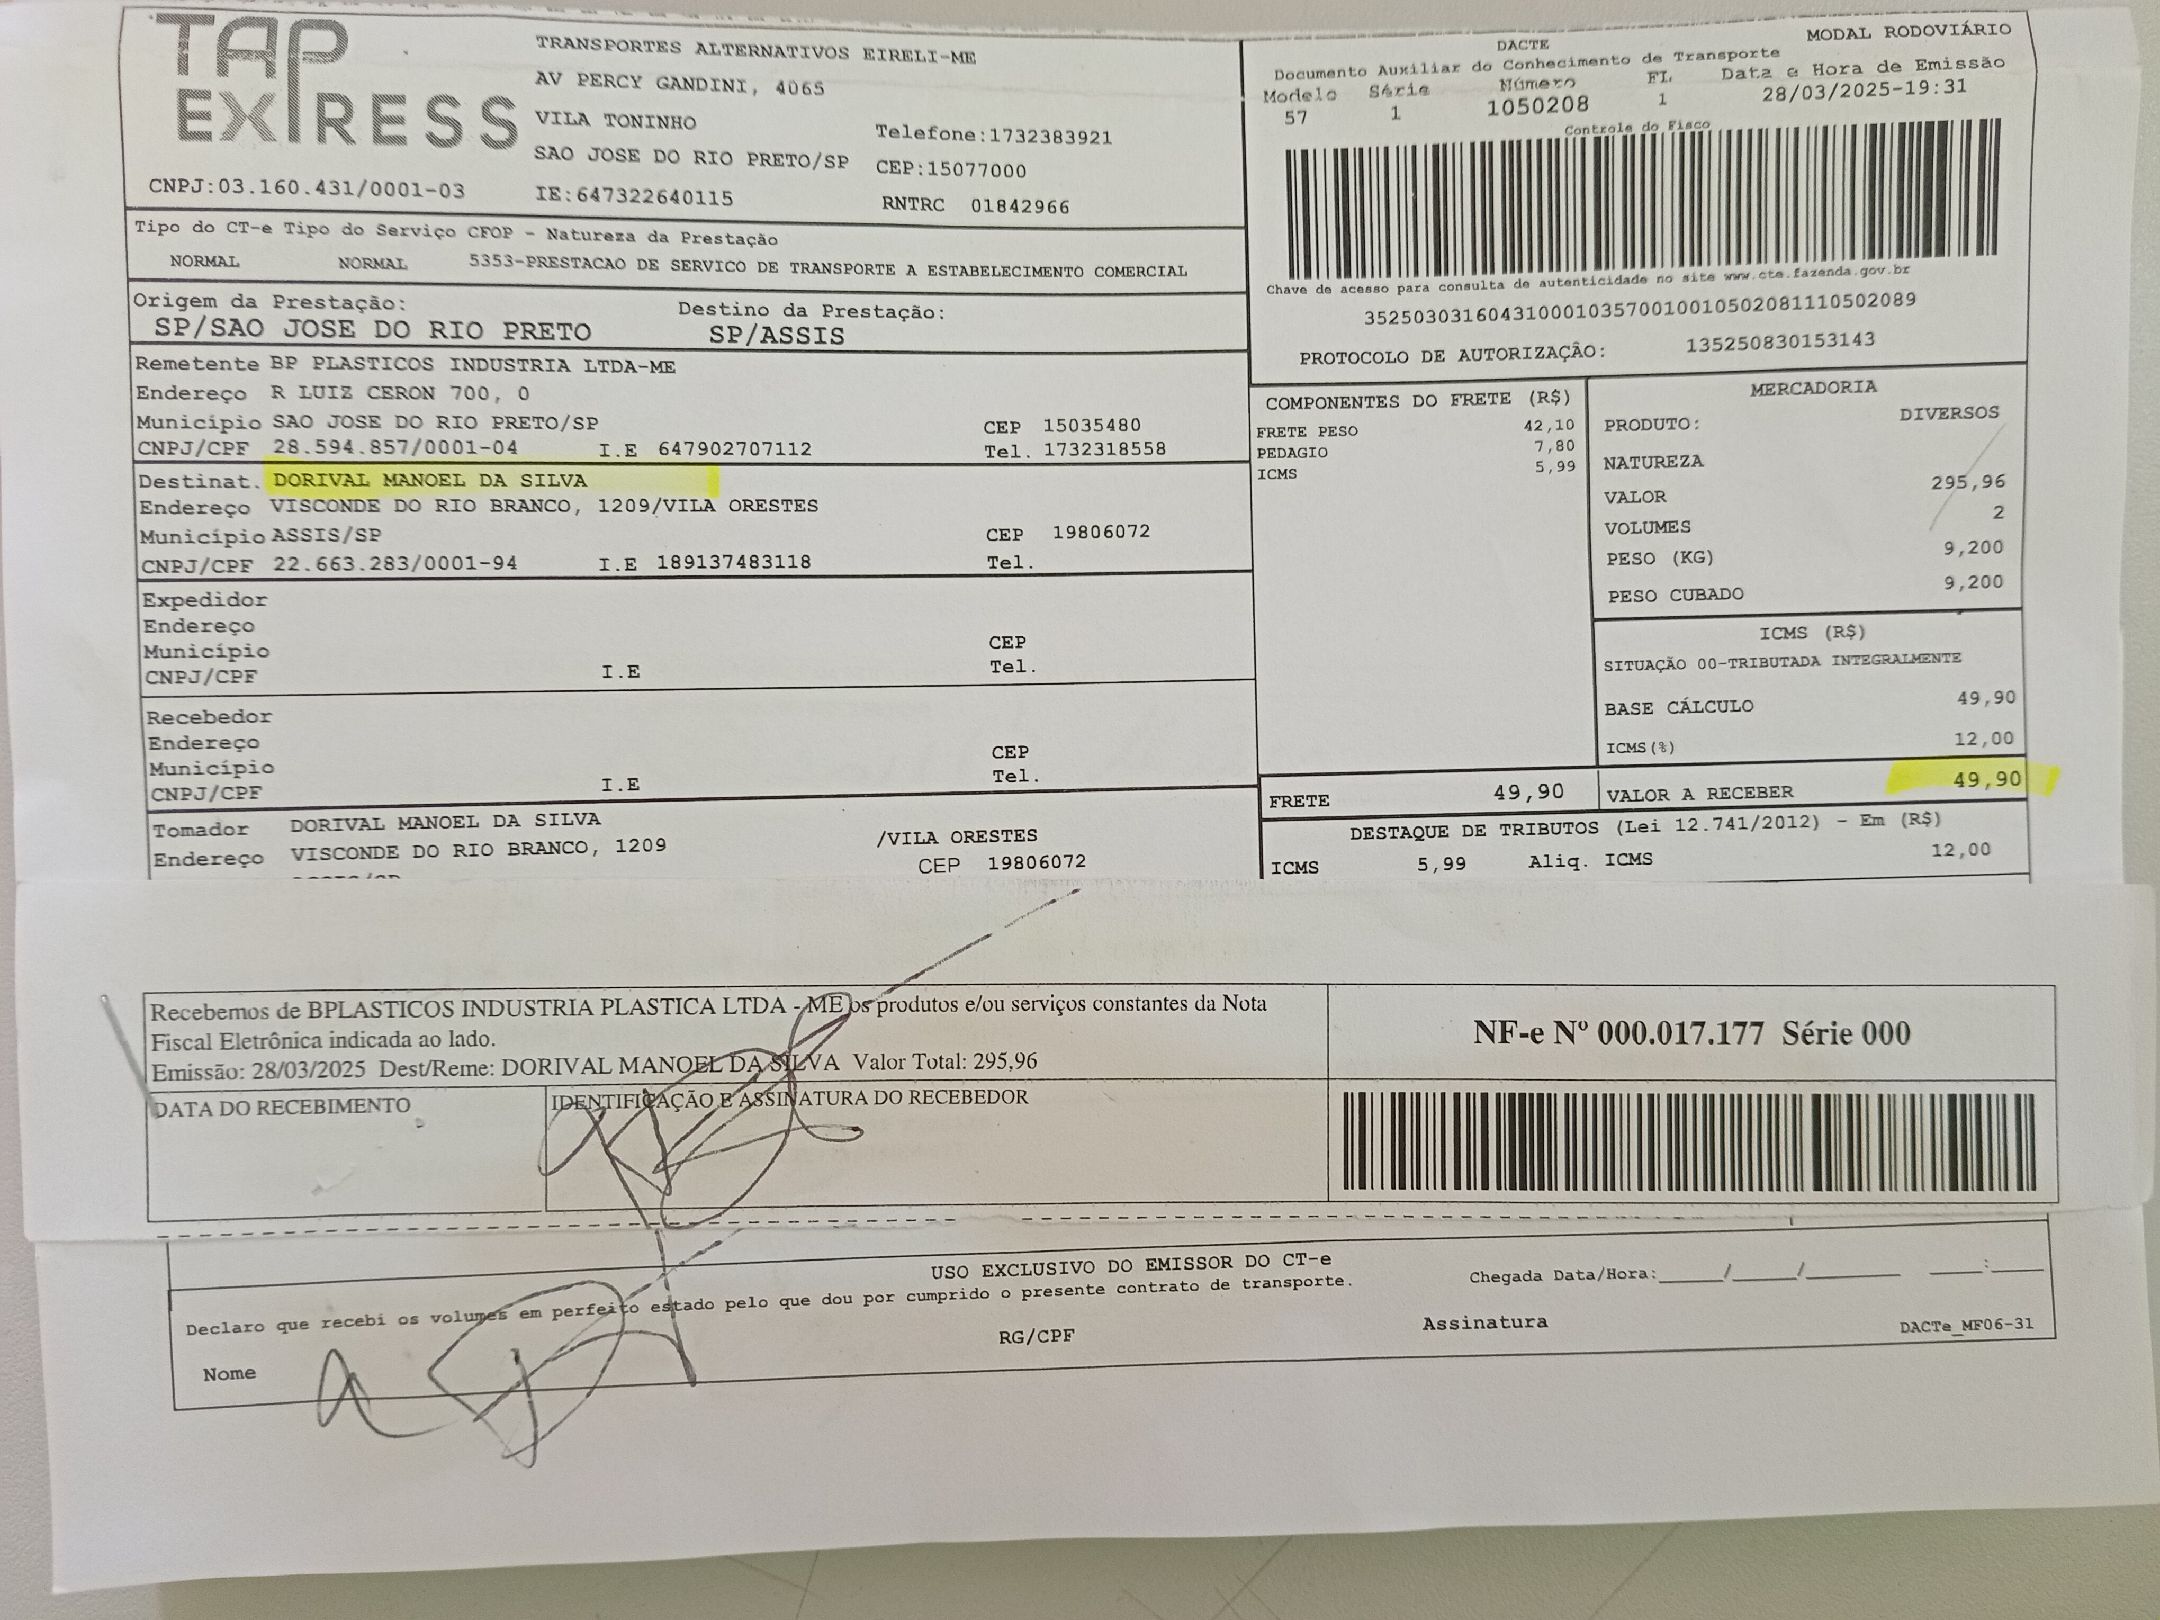 TAP
EXPRESS
TRANSPORTES ALTERNATIVOS EIRELI-ME
AV PERCY GANDINI, 4065
VILA TONINHO
Telefone:1732383921
SAO JOSE DO RIO PRETO/SP CEP:15077000
CNPJ:03.160.431/0001-03 IE:647322640115 RNTRC 01842966
MODAL RODOVIÁRIO
DACTE
Documento Auxiliar do Conhecimento de Transporte
Modelo Série Número FL Data e Hora de Emissão
57 1 1050208 1 28/03/2025-19:31
Controle do Fisco
Chave de acesso para consulta de autenticidade no site www.cte.fazenda.gov.br
35250303160431000103570010010502081110502089
PROTOCOLO DE AUTORIZAÇÃO: 135250830153143
Tipo do CT-e Tipo do Serviço CFOP - Natureza da Prestação
NORMAL NORMAL 5353-PRESTACAO DE SERVICO DE TRANSPORTE A ESTABELECIMENTO COMERCIAL
Origem da Prestação: Destino da Prestação:
SP/SAO JOSE DO RIO PRETO SP/ASSIS
Remetente BP PLASTICOS INDUSTRIA LTDA-ME
Endereço R LUIZ CERON 700, 0
Município SAO JOSE DO RIO PRETO/SP CEP 15035480
CNPJ/CPF 28.594.857/0001-04 I.E 647902707112 Tel. 1732318558
Destinat. DORIVAL MANOEL DA SILVA
Endereço VISCONDE DO RIO BRANCO, 1209/VILA ORESTES
Município ASSIS/SP CEP 19806072
CNPJ/CPF 22.663.283/0001-94 I.E 189137483118 Tel.
Expedidor
Endereço
Município CEP
CNPJ/CPF I.E Tel.
Recebedor
Endereço
Município CEP
CNPJ/CPF I.E Tel.
Tomador DORIVAL MANOEL DA SILVA
Endereço VISCONDE DO RIO BRANCO, 1209 /VILA ORESTES
CEP 19806072
COMPONENTES DO FRETE (R$)
FRETE PESO 42,10
PEDAGIO 7,80
ICMS 5,99
MERCADORIA
PRODUTO: DIVERSOS
NATUREZA
VALOR 295,96
VOLUMES 2
PESO (KG) 9,200
PESO CUBADO 9,200
ICMS (R$)
SITUAÇÃO 00-TRIBUTADA INTEGRALMENTE
BASE CÁLCULO 49,90
ICMS(%) 12,00
FRETE 49,90 VALOR A RECEBER 49,90
DESTAQUE DE TRIBUTOS (Lei 12.741/2012) - Em (R$)
ICMS 5,99 Aliq. ICMS 12,00
Recebemos de BPLASTICOS INDUSTRIA PLASTICA LTDA - ME os produtos e/ou serviços constantes da Nota
Fiscal Eletrônica indicada ao lado.
Emissão: 28/03/2025 Dest/Reme: DORIVAL MANOEL DA SILVA Valor Total: 295,96
NF-e Nº 000.017.177 Série 000
DATA DO RECEBIMENTO IDENTIFICAÇÃO E ASSINATURA DO RECEBEDOR
USO EXCLUSIVO DO EMISSOR DO CT-e
Declaro que recebi os volumes em perfeito estado pelo que dou por cumprido o presente contrato de transporte.
Chegada Data/Hora:____/____/______ ____:____
Nome RG/CPF Assinatura DACTe_MF06-31